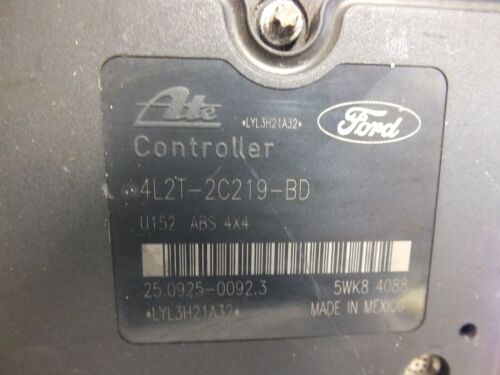 Ate
*LYL3H21A32*
Ford
Controller
4L2T-2C219-BD
U152 ABS 4X4
25.0925-0092.3
5WK8 4088
*LYL3H21A32*
MADE IN MEXICO